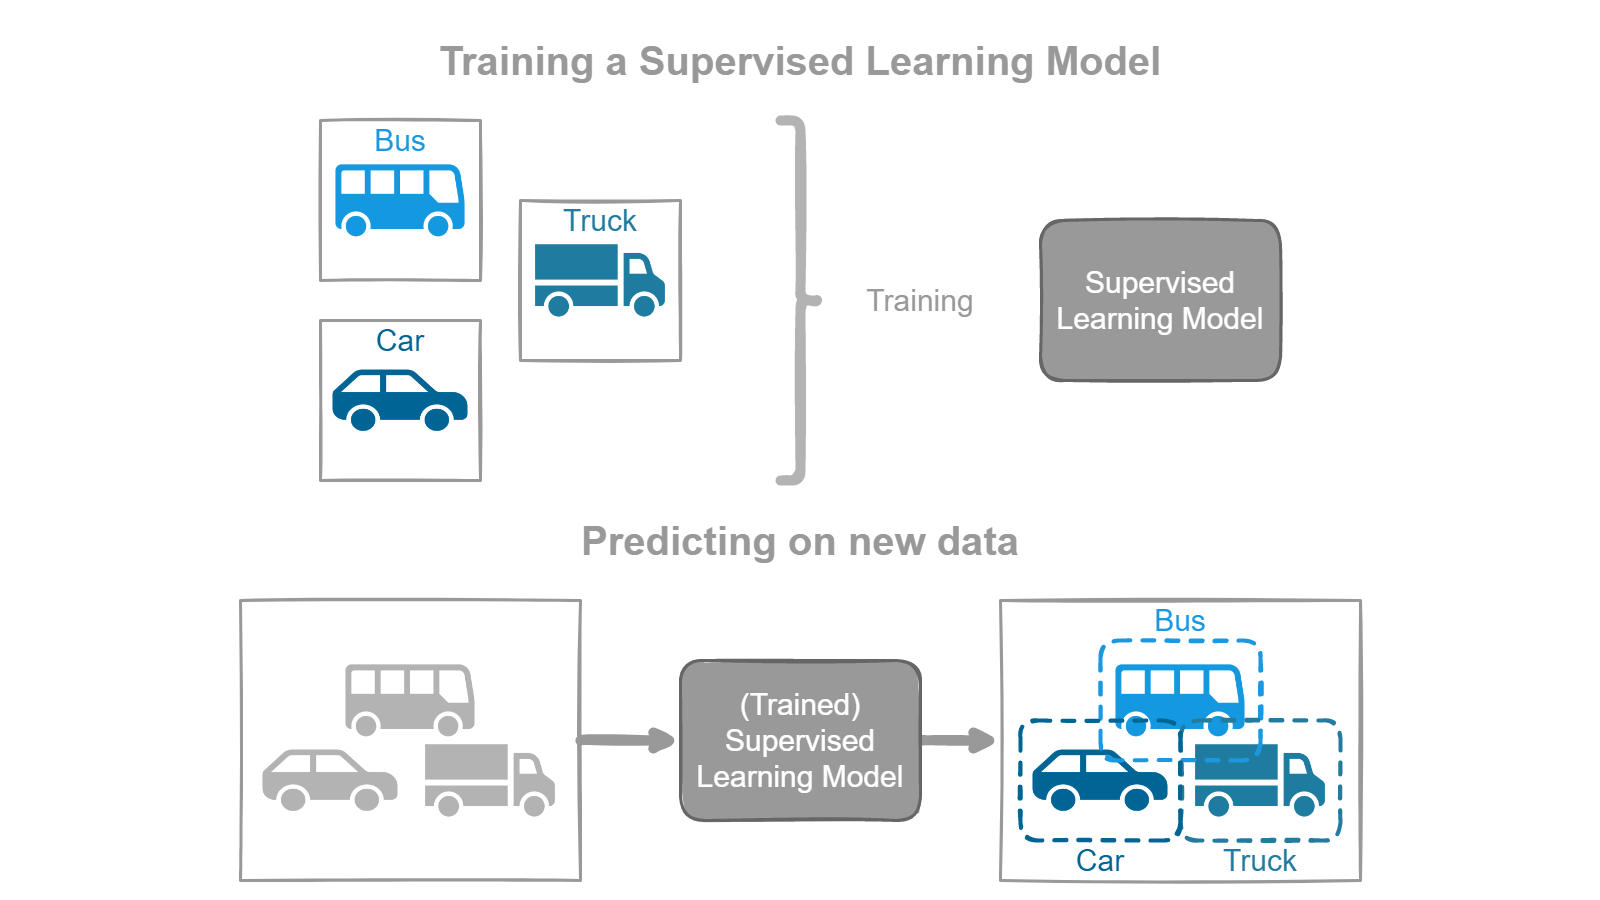 Training a Supervised Learning Model
Bus
Truck
Car
Training
Supervised
Learning Model
Predicting on new data
(Trained)
Supervised
Learning Model
Bus
Car
Truck